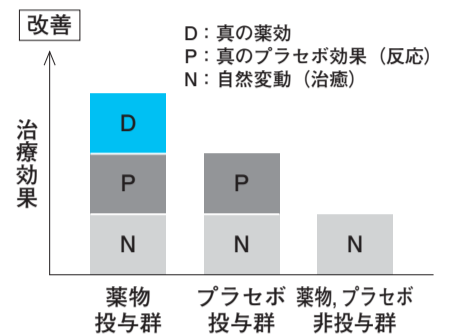 改善
D：真の薬効
P：真のプラセボ効果（反応）
N：自然変動（治癒）
治療効果
D
P
P
N
N
N
薬物
投与群
プラセボ
投与群
薬物，プラセボ
非投与群